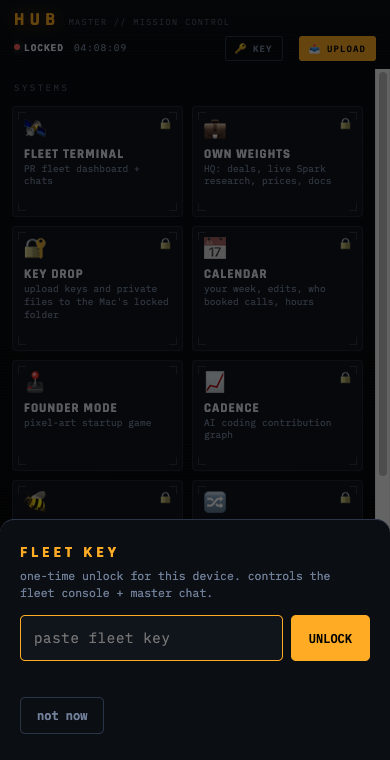 HUB MASTER // MISSION CONTROL
LOCKED 04:08:09
KEY
UPLOAD
SYSTEMS
FLEET TERMINAL
PR fleet dashboard +
chats
OWN WEIGHTS
HQ: deals, live Spark
research, prices, docs
KEY DROP
upload keys and private
files to the Mac's locked
folder
17
CALENDAR
your week, edits, who
booked calls, hours
FOUNDER MODE
pixel-art startup game
CADENCE
AI coding contribution
graph
FLEET KEY
one-time unlock for this device. controls the
fleet console + master chat.
paste fleet key
UNLOCK
not now